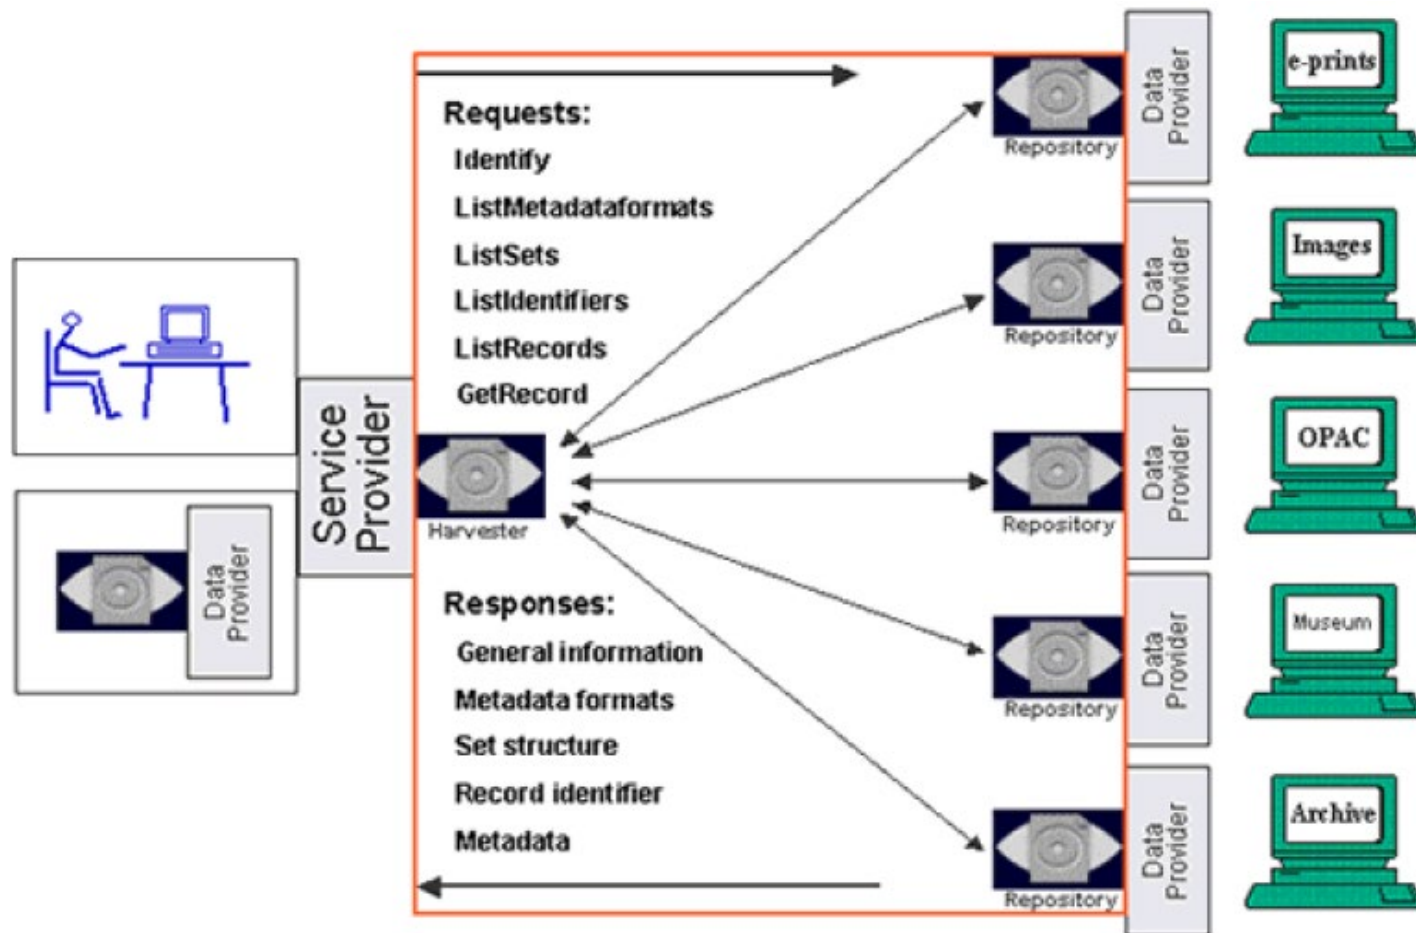 Requests:
Identify
ListMetadataformats
ListSets
ListIdentifiers
ListRecords
GetRecord
Service
Provider
Harvester
Data
Provider
Responses:
General information
Metadata formats
Set structure
Record identifier
Metadata
Repository
Data
Provider
e-prints
Repository
Data
Provider
Images
Repository
Data
Provider
OPAC
Repository
Data
Provider
Museum
Repository
Data
Provider
Archive